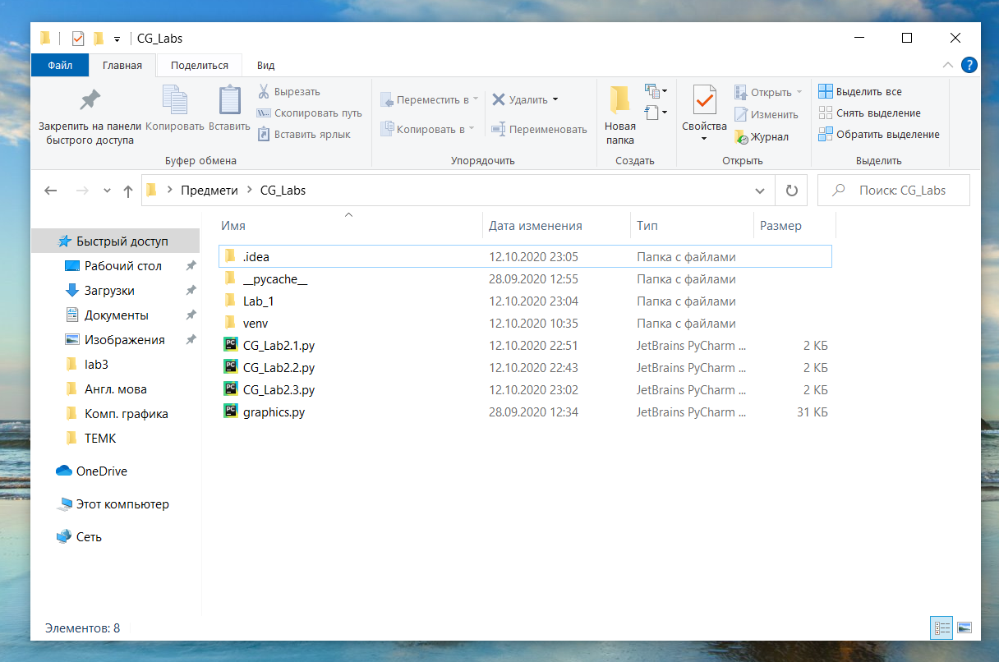 CG_Labs
Файл Главная Поделиться Вид
Закрепить на панели быстрого доступа
Копировать
Вставить
Вырезать
Скопировать путь
Вставить ярлык
Буфер обмена
Переместить в
Копировать в
Удалить
Переименовать
Упорядочить
Новая папка
Создать
Свойства
Открыть
Изменить
Журнал
Открыть
Выделить все
Снять выделение
Обратить выделение
Выделить
Предмети CG_Labs
Поиск: CG_Labs
Быстрый доступ
Рабочий стол
Загрузки
Документы
Изображения
lab3
Англ. мова
Комп. графика
ТЕМК
OneDrive
Этот компьютер
Сеть
Имя Дата изменения Тип Размер
.idea 12.10.2020 23:05 Папка с файлами
__pycache__ 28.09.2020 12:55 Папка с файлами
Lab_1 12.10.2020 23:04 Папка с файлами
venv 12.10.2020 10:35 Папка с файлами
CG_Lab2.1.py 12.10.2020 22:51 JetBrains PyCharm ... 2 КБ
CG_Lab2.2.py 12.10.2020 22:43 JetBrains PyCharm ... 2 КБ
CG_Lab2.3.py 12.10.2020 23:02 JetBrains PyCharm ... 2 КБ
graphics.py 28.09.2020 12:34 JetBrains PyCharm ... 31 КБ
Элементов: 8